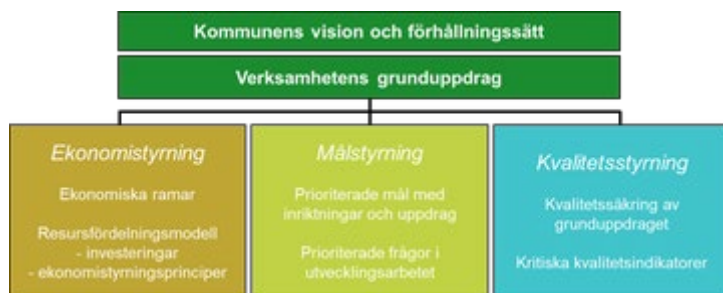 Kommunens vision och förhållningssätt
Verksamhetens grunduppdrag
Ekonomistyrning
Ekonomiska ramar
Resursfördelningsmodell
- investeringar
- ekonomistyrningsprinciper
Målstyrning
Prioriterade mål med
inriktningar och uppdrag
Prioriterade frågor i
utvecklingsarbetet
Kvalitetsstyrning
Kvalitetssäkring av
grunduppdraget
Kritiska kvalitetsindikatorer